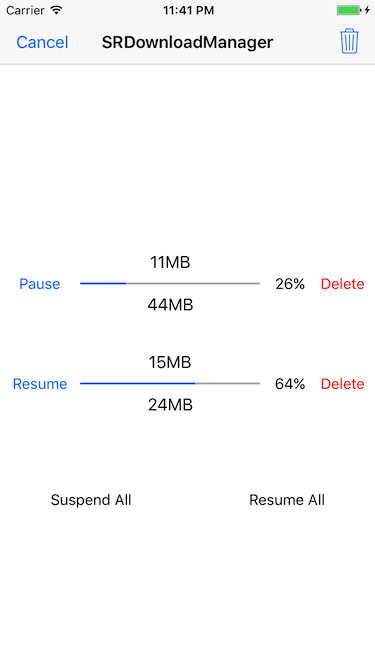 Carrier 11:41 PM
Cancel SRDownloadManager
11MB
Pause 26% Delete
44MB
15MB
Resume 64% Delete
24MB
Suspend All Resume All